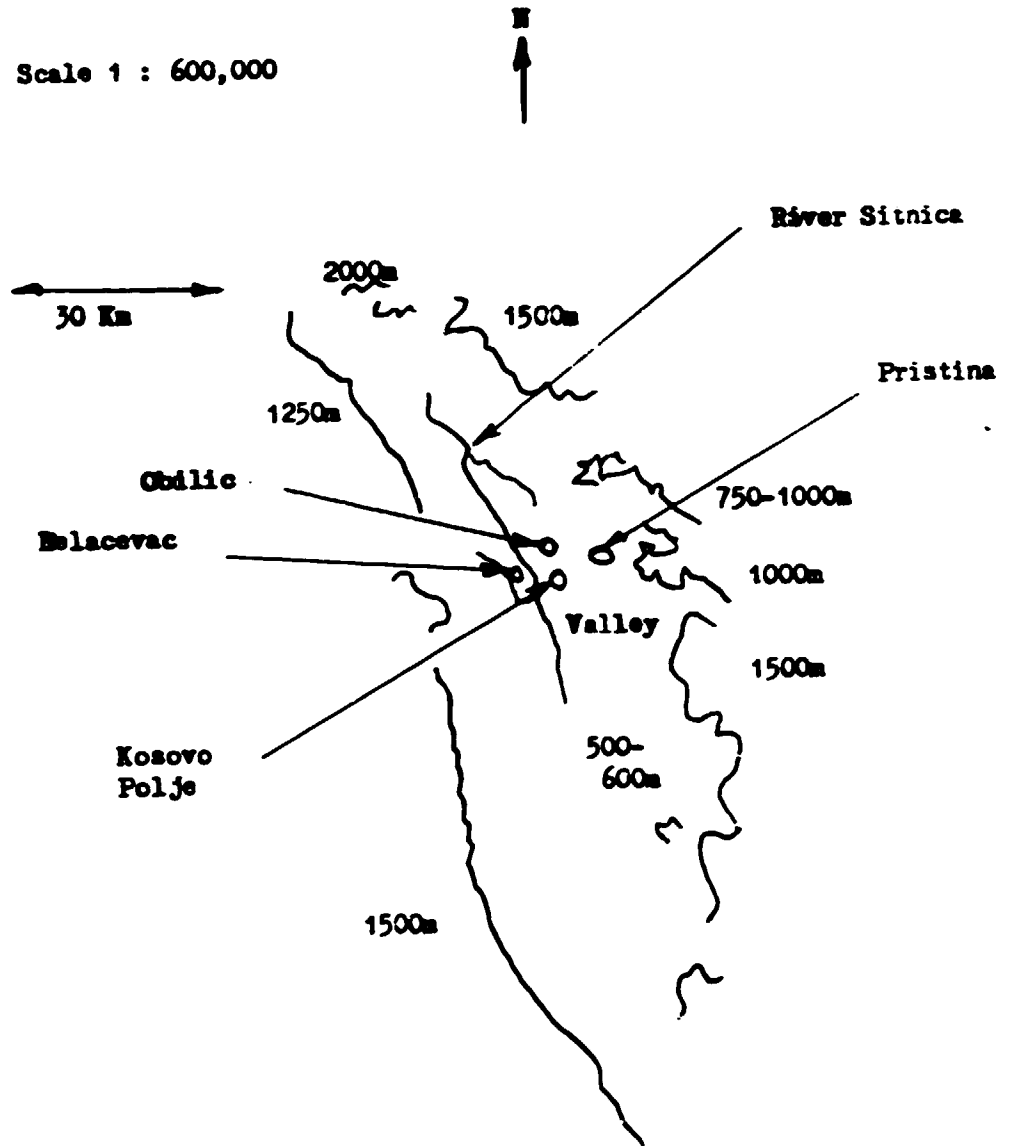 N
Scale 1 : 600,000
River Sitnica
2000m
30 Km
1500m
Pristina
1250m
Obilic
750-1000m
Belacevac
1000m
Valley
1500m
Kosovo
Polje
500-
600m
1500m